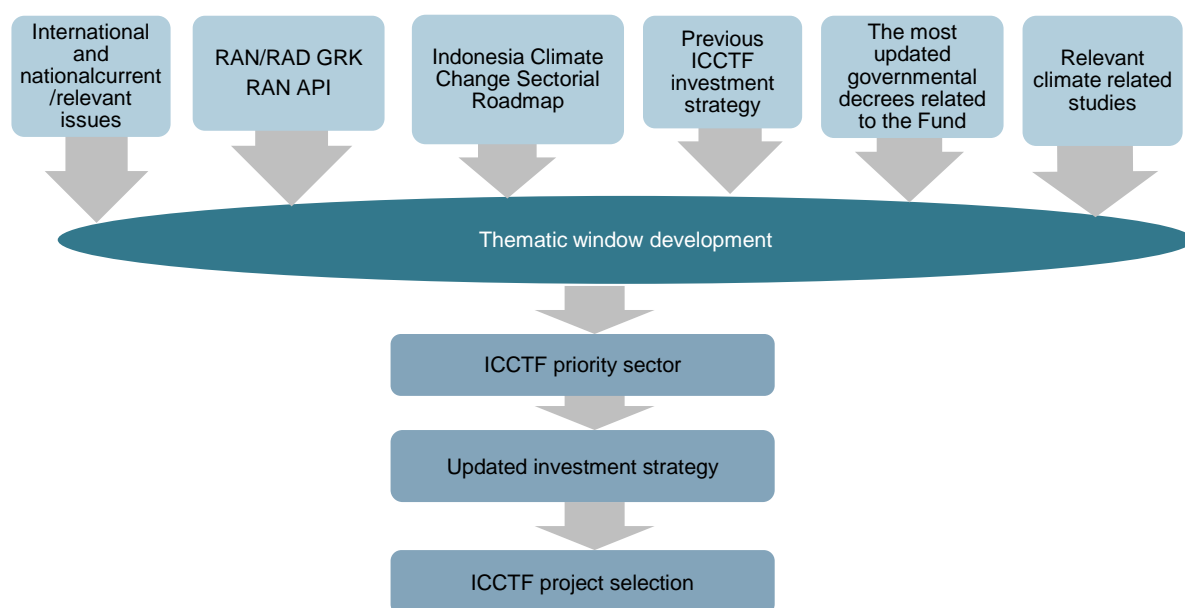 International
and
nationalcurrent
/relevant
issues
RAN/RAD GRK
RAN API
Indonesia Climate
Change Sectorial
Roadmap
Previous
ICCTF
investment
strategy
The most
updated
governmental
decrees related
to the Fund
Relevant
climate related
studies
Thematic window development
ICCTF priority sector
Updated investment strategy
ICCTF project selection